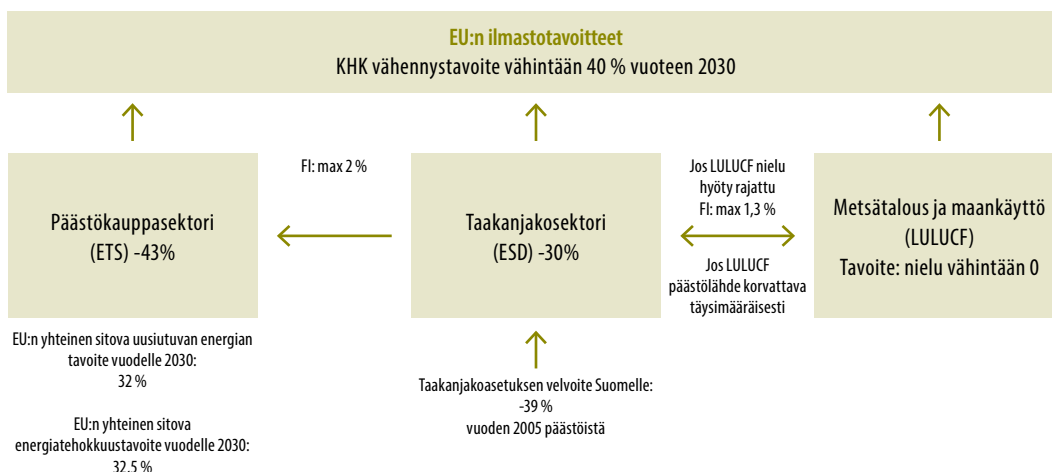 EU:n ilmastotavoitteet
KHK vähennystavoite vähintään 40 % vuoteen 2030
Päästökauppasektori
(ETS) -43%
FI: max 2 %
Taakanjakosektori
(ESD) -30%
Jos LULUCF nielu
hyöty rajattu
FI: max 1,3 %
Jos LULUCF
päästölähde korvattava
täysimääräisesti
Metsätalous ja maankäyttö
(LULUCF)
Tavoite: nielu vähintään 0
EU:n yhteinen sitova uusiutuvan energian
tavoite vuodelle 2030:
32 %
EU:n yhteinen sitova
energiatehokkuustavoite vuodelle 2030:
32,5 %
Taakanjakoasetuksen velvoite Suomelle:
-39 %
vuoden 2005 päästöistä